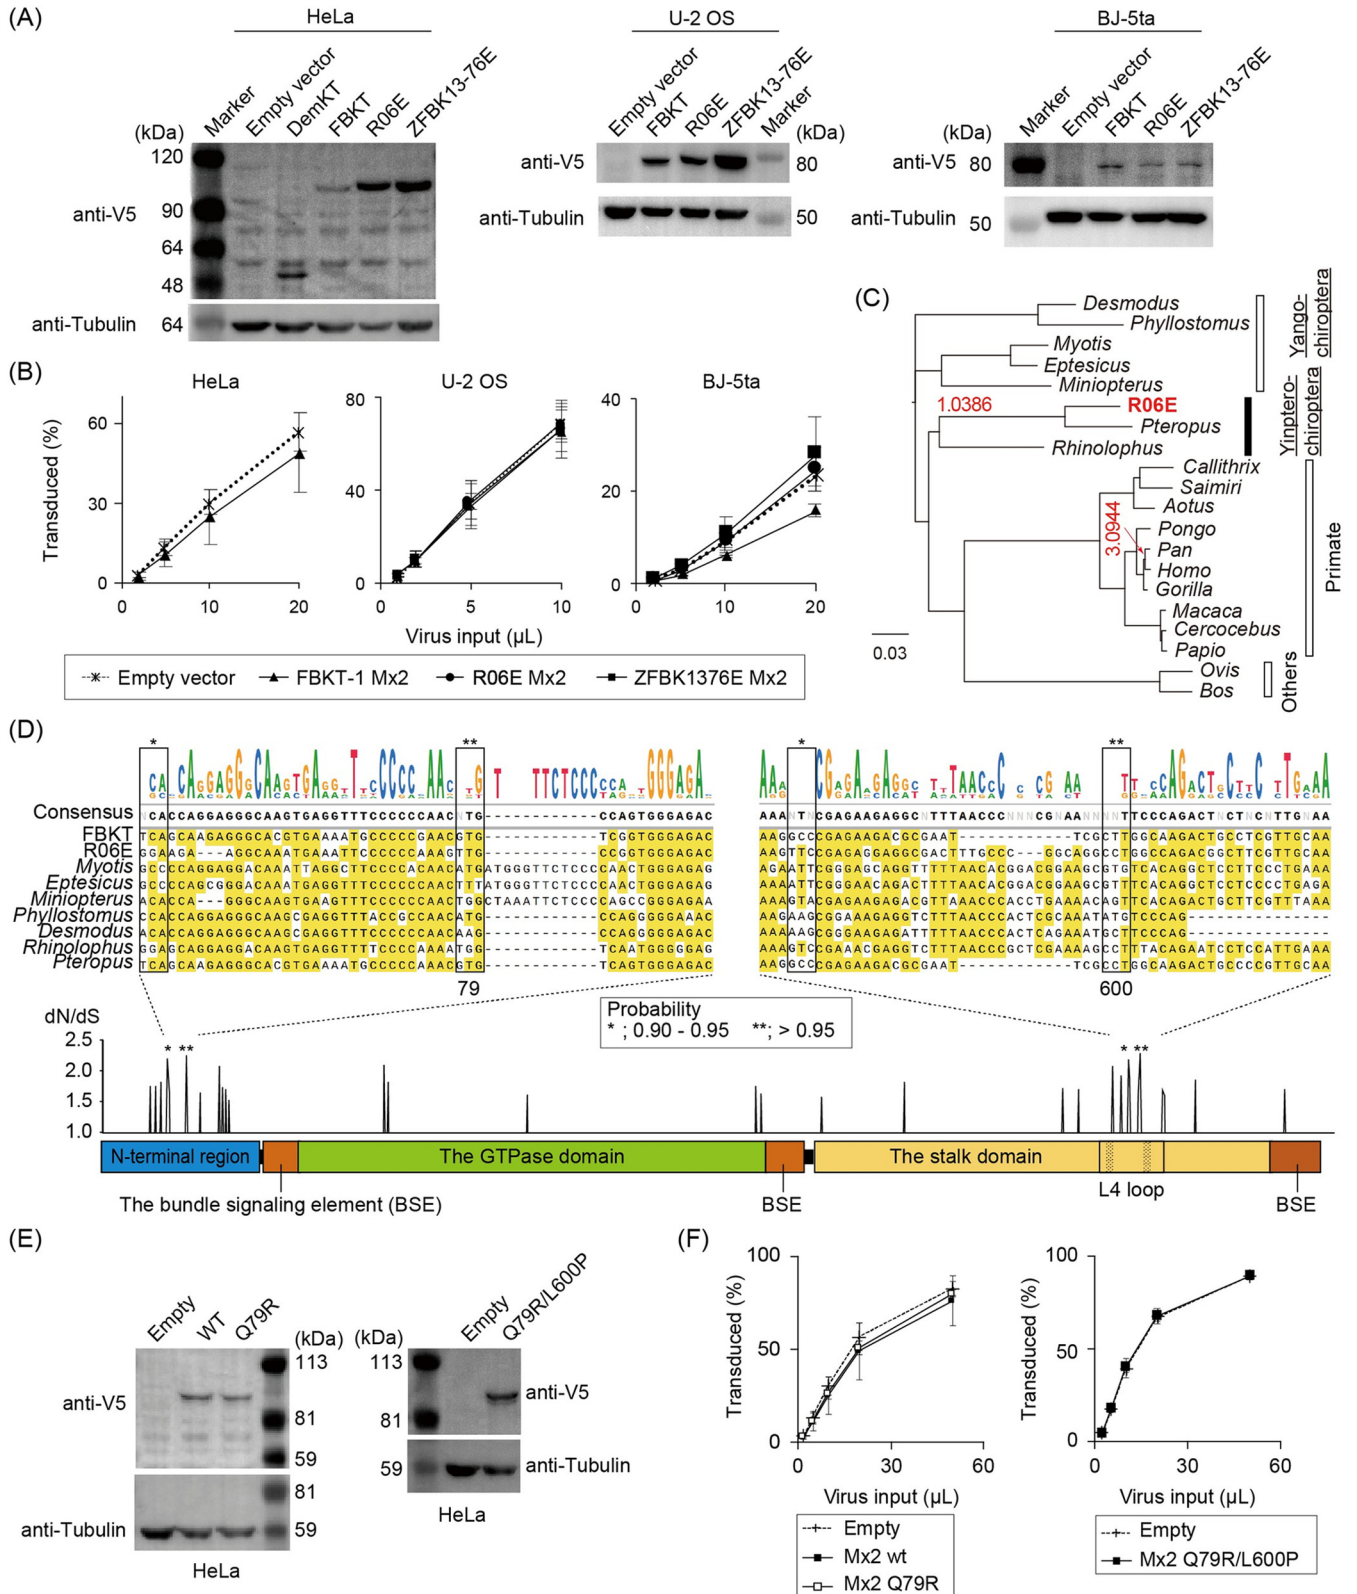 (A)
HeLa
Marker
Empty vector
DemKT
FBKT
R06E
ZFBK13-76E
(kDa)
120
90
64
48
64
anti-V5
anti-Tubulin
U-2 OS
Empty vector
FBKT
R06E
ZFBK13-76E
Marker
(kDa)
anti-V5
80
anti-Tubulin
50
BJ-5ta
Marker
Empty vector
FBKT
R06E
ZFBK13-76E
(kDa)
anti-V5
80
anti-Tubulin
50
(B)
HeLa
U-2 OS
BJ-5ta
Transduced (%)
60
30
0
0 10 20
80
40
0
0 5 10
40
20
0
0 10 20
Virus input (µL)
Empty vector
FBKT-1 Mx2
R06E Mx2
ZFBK1376E Mx2
(C)
Desmodus
Phyllostomus
Myotis
Eptesicus
Miniopterus
R06E
Pteropus
Rhinolophus
Callithrix
Saimiri
Aotus
Pongo
Pan
Homo
Gorilla
Macaca
Cercocebus
Papio
Ovis
Bos
1.0386
3.0944
0.03
Yango-
chiroptera
Yinptero-
chiroptera
Primate
Others
(D)
* ** * **
Consensus
FBKT
R06E
Myotis
Eptesicus
Miniopterus
Phyllostomus
Desmodus
Rhinolophus
Pteropus
79
600
Probability
* ; 0.90 - 0.95 **; > 0.95
dN/dS
2.5
2.0
1.5
1.0
* ** * **
N-terminal region
The GTPase domain
The stalk domain
The bundle signaling element (BSE)
BSE
L4 loop
BSE
(E)
Empty
WT
Q79R
(kDa)
113
81
59
81
59
anti-V5
anti-Tubulin
HeLa
Empty
Q79R/L600P
(kDa)
113
81
59
anti-V5
anti-Tubulin
HeLa
(F)
Transduced (%)
100
50
0
0 30 60
Virus input (µL)
Empty
Mx2 wt
Mx2 Q79R
Transduced (%)
100
50
0
0 30 60
Virus input (µL)
Empty
Mx2 Q79R/L600P